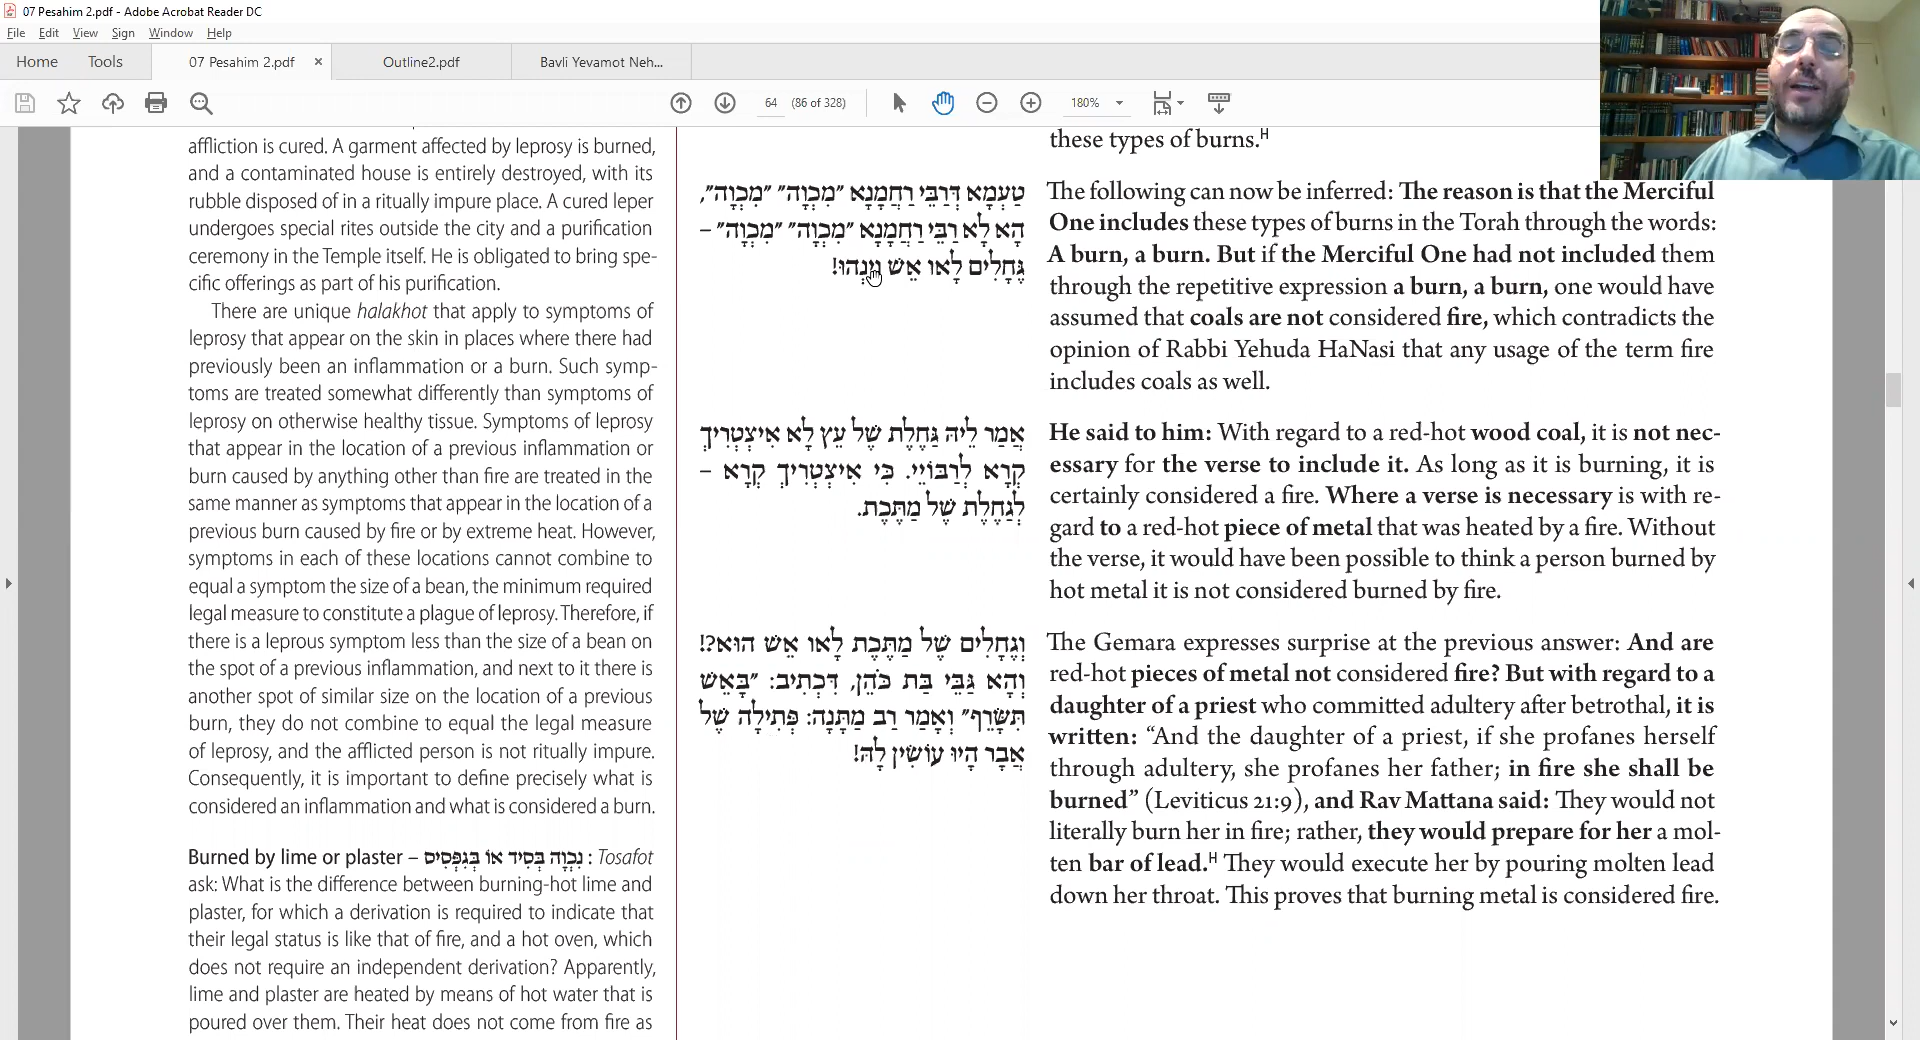 07 Pesahim 2.pdf - Adobe Acrobat Reader DC
File Edit View Sign Window Help
Home Tools 07 Pesahim 2.pdf × Outline2.pdf Bavli Yevamot Neh...
64 (86 of 328) 180%
affliction is cured. A garment affected by leprosy is burned,
and a contaminated house is entirely destroyed, with its
rubble disposed of in a ritually impure place. A cured leper
undergoes special rites outside the city and a purification
ceremony in the Temple itself. He is obligated to bring spe-
cific offerings as part of his purification.
There are unique halakhot that apply to symptoms of
leprosy that appear on the skin in places where there had
previously been an inflammation or a burn. Such symp-
toms are treated somewhat differently than symptoms of
leprosy on otherwise healthy tissue. Symptoms of leprosy
that appear in the location of a previous inflammation or
burn caused by anything other than fire are treated in the
same manner as symptoms that appear in the location of a
previous burn caused by fire or by extreme heat. However,
symptoms in each of these locations cannot combine to
equal a symptom the size of a bean, the minimum required
legal measure to constitute a plague of leprosy. Therefore, if
there is a leprous symptom less than the size of a bean on
the spot of a previous inflammation, and next to it there is
another spot of similar size on the location of a previous
burn, they do not combine to equal the legal measure
of leprosy, and the afflicted person is not ritually impure.
Consequently, it is important to define precisely what is
considered an inflammation and what is considered a burn.
Burned by lime or plaster – נִכְוָה בְּסִיד אוֹ בְּגִפְּסִיס : Tosafot
ask: What is the difference between burning-hot lime and
plaster, for which a derivation is required to indicate that
their legal status is like that of fire, and a hot oven, which
does not require an independent derivation? Apparently,
lime and plaster are heated by means of hot water that is
poured over them. Their heat does not come from fire as
טַעְמָא דְּרַבֵּי רַחֲמָנָא ״מִכְוָה״ ״מִכְוָה״,
הָא לָא רַבֵּי רַחֲמָנָא ״מִכְוָה״ ״מִכְוָה״ –
גֶּחָלִים לָאו אֵשׁ נִינְהוּ!
אֲמַר לֵיהּ גַּחֶלֶת שֶׁל עֵץ לָא אִיצְטְרִיךְ
קְרָא לְרַבּוֹיֵי. כִּי אִיצְטְרִיךְ קְרָא –
לְגַחֶלֶת שֶׁל מַתֶּכֶת.
וְגֶחָלִים שֶׁל מַתֶּכֶת לָאו אֵשׁ הוּא?!
וְהָא גַּבֵּי בַּת כֹּהֵן, דִּכְתִיב: ״בָּאֵשׁ
תִּשָּׂרֵף״ וְאָמַר רַב מַתָּנָה: פְּתִילָה שֶׁל
אֲבָר הָיוּ עוֹשִׂין לָהּ!
these types of burns.H
The following can now be inferred: The reason is that the Merciful
One includes these types of burns in the Torah through the words:
A burn, a burn. But if the Merciful One had not included them
through the repetitive expression a burn, a burn, one would have
assumed that coals are not considered fire, which contradicts the
opinion of Rabbi Yehuda HaNasi that any usage of the term fire
includes coals as well.
He said to him: With regard to a red-hot wood coal, it is not nec-
essary for the verse to include it. As long as it is burning, it is
certainly considered a fire. Where a verse is necessary is with re-
gard to a red-hot piece of metal that was heated by a fire. Without
the verse, it would have been possible to think a person burned by
hot metal it is not considered burned by fire.
The Gemara expresses surprise at the previous answer: And are
red-hot pieces of metal not considered fire? But with regard to a
daughter of a priest who committed adultery after betrothal, it is
written: “And the daughter of a priest, if she profanes herself
through adultery, she profanes her father; in fire she shall be
burned” (Leviticus 21:9), and Rav Mattana said: They would not
literally burn her in fire; rather, they would prepare for her a mol-
ten bar of lead.H They would execute her by pouring molten lead
down her throat. This proves that burning metal is considered fire.